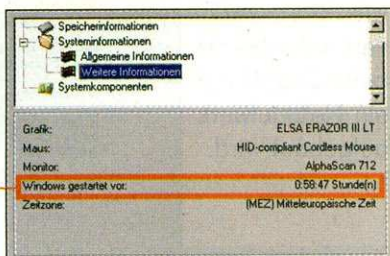 Speicherinformationen
Systeminformationen
Allgemeine Informationen
Weitere Informationen
Systemkomponenten
Grafik: ELSA ERAZOR III LT
Maus: HID-compliant Cordless Mouse
Monitor: AlphaScan 712
Windows gestartet vor: 0:58:47 Stunde(n)
Zeitzone: (MEZ) Mitteleuropäische Zeit